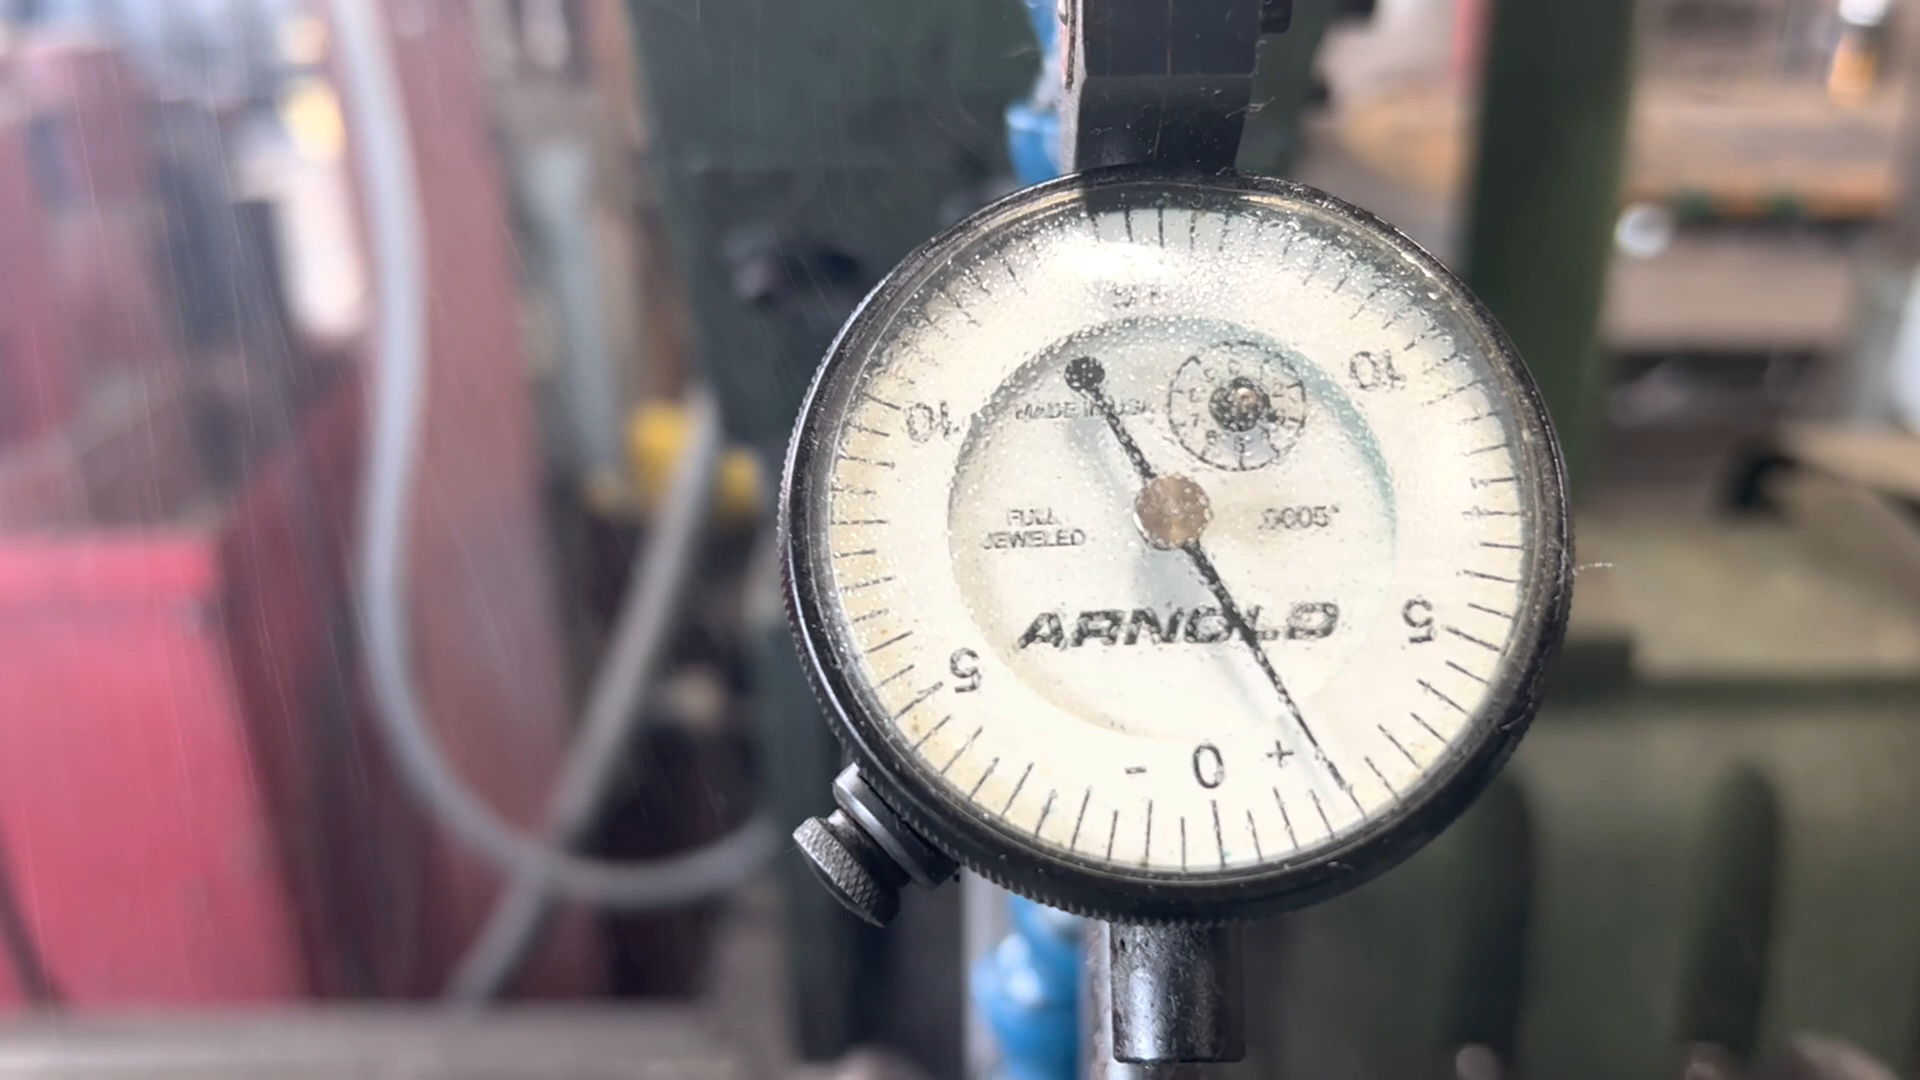 10
10
MADE IN USA
FULL
JEWELED
.0005"
ARNOLD
5
5
- 0 +